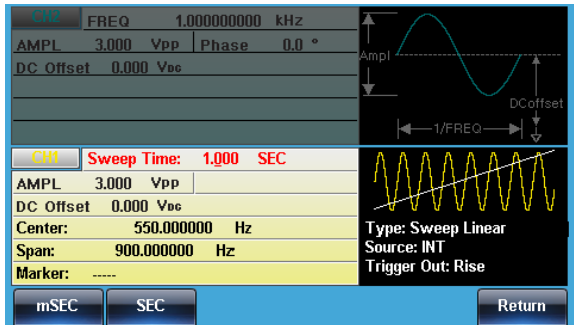 CH2 FREQ 1.000000000 kHz
AMPL 3.000 VPP Phase 0.0 °
DC Offset 0.000 VDC
Ampl
DCoffset
1/FREQ
CH1 Sweep Time: 1.000 SEC
AMPL 3.000 VPP
DC Offset 0.000 VDC
Center: 550.000000 Hz
Span: 900.000000 Hz
Marker: -----
Type: Sweep Linear
Source: INT
Trigger Out: Rise
mSEC SEC Return